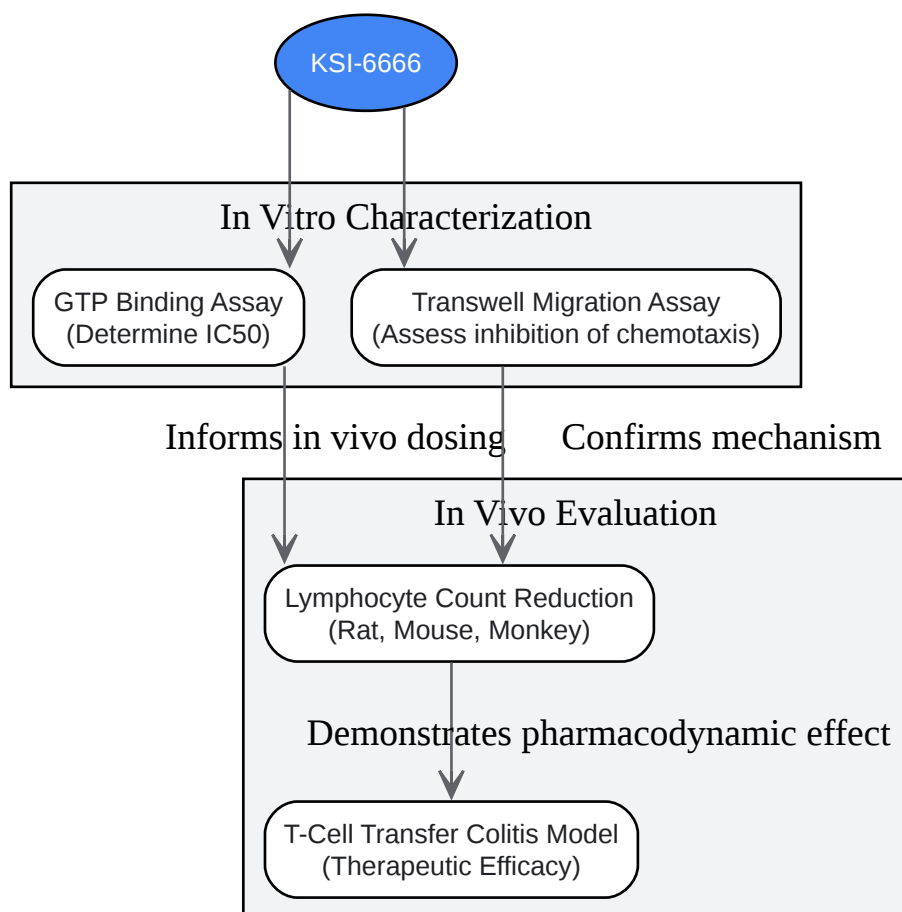 KSI-6666
In Vitro Characterization
GTP Binding Assay
(Determine IC50)
Transwell Migration Assay
(Assess inhibition of chemotaxis)
Informs in vivo dosing
Confirms mechanism
In Vivo Evaluation
Lymphocyte Count Reduction
(Rat, Mouse, Monkey)
Demonstrates pharmacodynamic effect
T-Cell Transfer Colitis Model
(Therapeutic Efficacy)